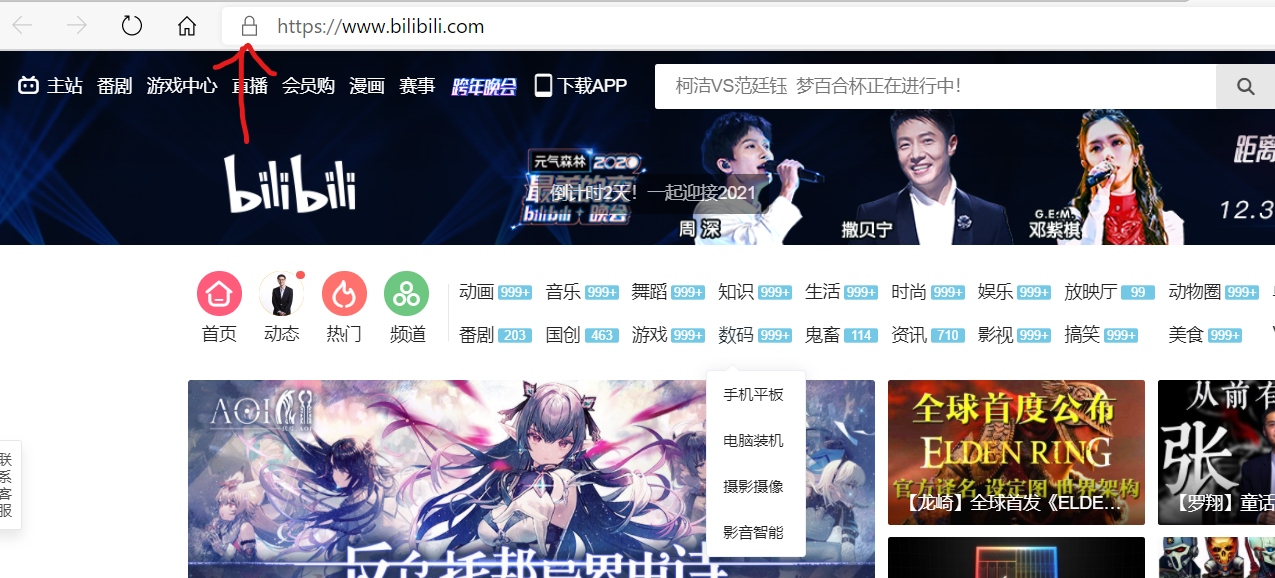 https://www.bilibili.com
主站 番剧 游戏中心 直播 会员购 漫画 赛事 跨年晚会 下载APP 柯洁VS范廷钰 梦百合杯正在进行中!
bilibili
元气森林 2020
最美的夜
bilibili 晚会
倒计时2天! 一起迎接2021
周深
撒贝宁
G.E.M.
邓紫棋
距离
12.3
首页 动态 热门 频道
动画 999+ 音乐 999+ 舞蹈 999+ 知识 999+ 生活 999+ 时尚 999+ 娱乐 999+ 放映厅 99 动物圈 999+
番剧 203 国创 463 游戏 999+ 数码 999+ 鬼畜 114 资讯 710 影视 999+ 搞笑 999+ 美食 999+
手机平板
电脑装机
摄影摄像
影音智能
联系客服
全球首度公布
ELDEN RING
官方译名 设定图 世界架构
【龙崎】全球首发《ELDE...
从前有
张
【罗翔】童话